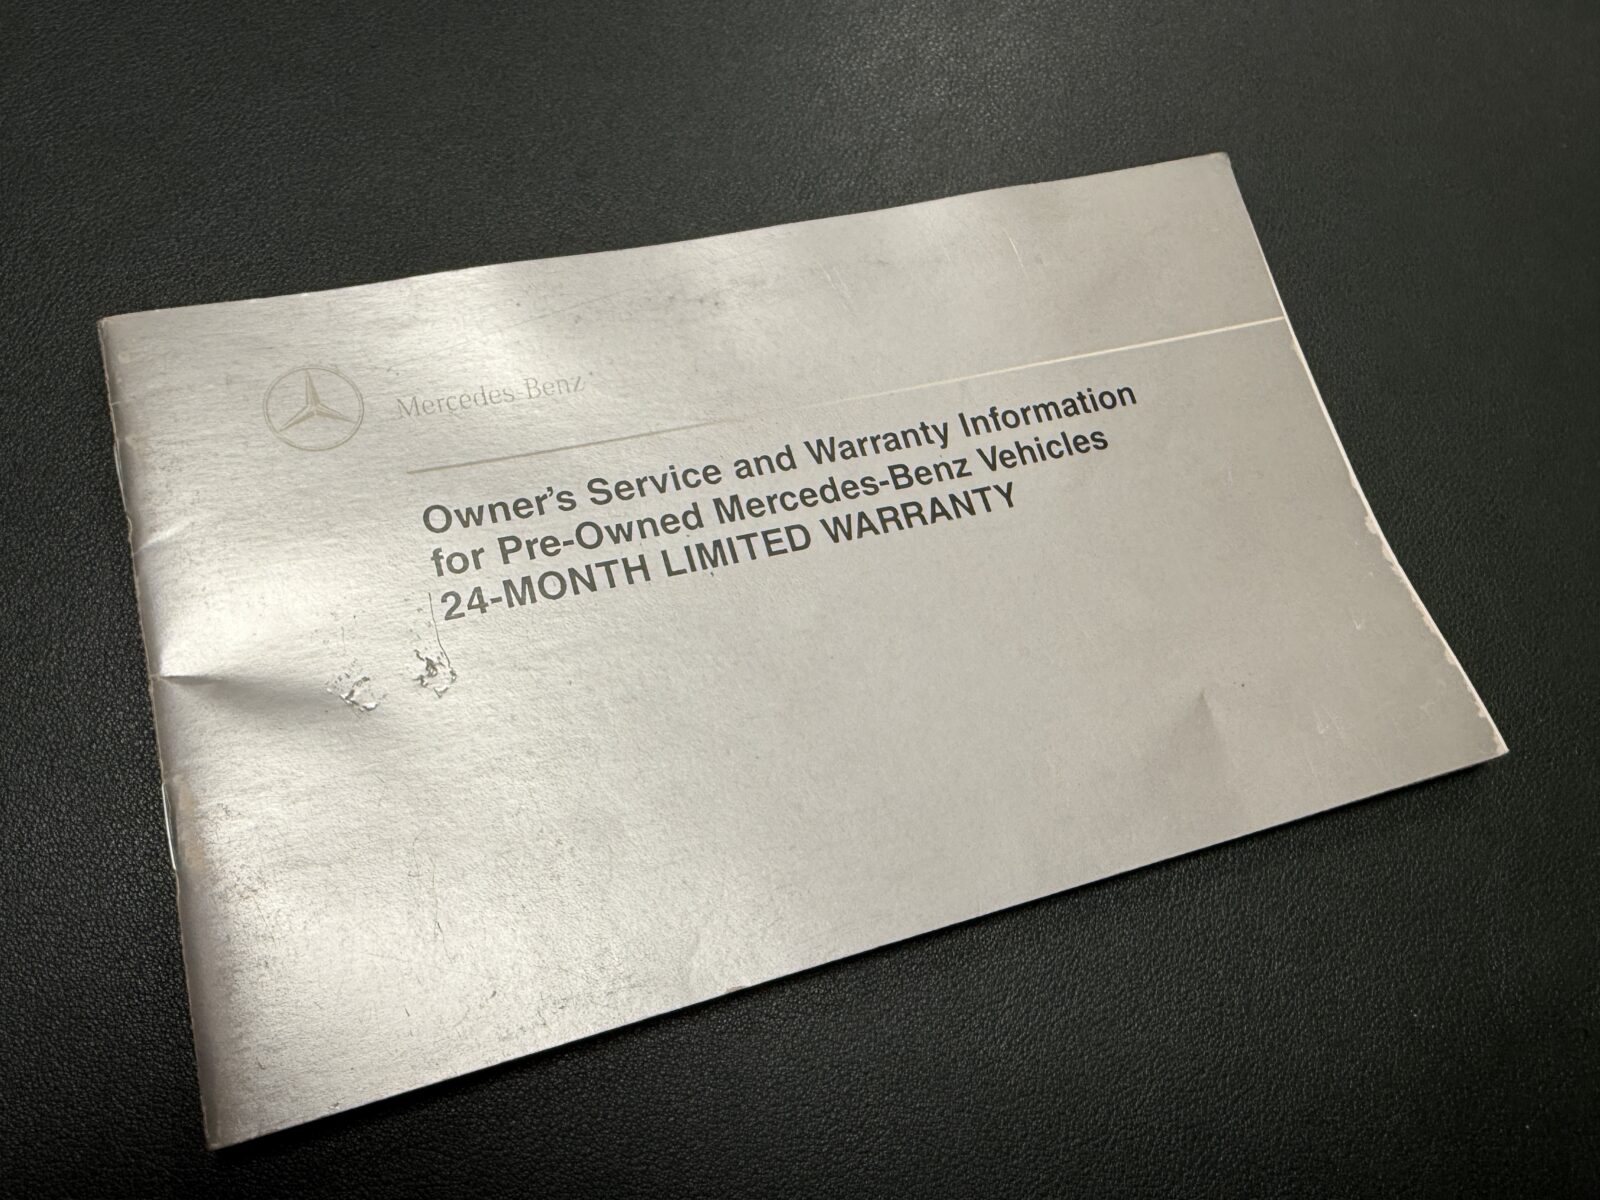 Mercedes-Benz
Owner's Service and Warranty Information
for Pre-Owned Mercedes-Benz Vehicles
24-MONTH LIMITED WARRANTY